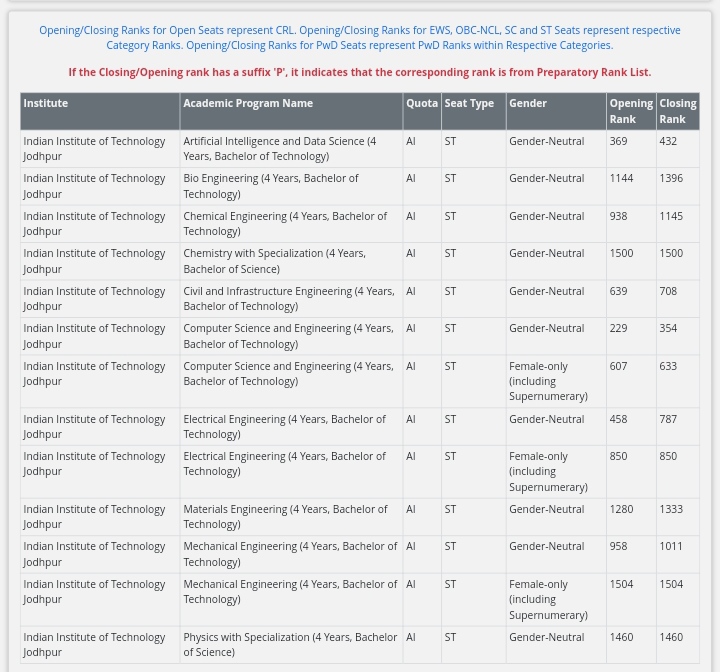 Opening/Closing Ranks for Open Seats represent CRL. Opening/Closing Ranks for EWS, OBC-NCL, SC and ST Seats represent respective
Category Ranks. Opening/Closing Ranks for PwD Seats represent PwD Ranks within Respective Categories.
If the Closing/Opening rank has a suffix 'P', it indicates that the corresponding rank is from Preparatory Rank List.
Institute Academic Program Name Quota Seat Type Gender Opening Closing
Rank Rank
Indian Institute of Technology Artificial Intelligence and Data Science (4 AI ST Gender-Neutral 369 432
Jodhpur Years, Bachelor of Technology)
Indian Institute of Technology Bio Engineering (4 Years, Bachelor of AI ST Gender-Neutral 1144 1396
Jodhpur Technology)
Indian Institute of Technology Chemical Engineering (4 Years, Bachelor of AI ST Gender-Neutral 938 1145
Jodhpur Technology)
Indian Institute of Technology Chemistry with Specialization (4 Years, AI ST Gender-Neutral 1500 1500
Jodhpur Bachelor of Science)
Indian Institute of Technology Civil and Infrastructure Engineering (4 Years, AI ST Gender-Neutral 639 708
Jodhpur Bachelor of Technology)
Indian Institute of Technology Computer Science and Engineering (4 Years, AI ST Gender-Neutral 229 354
Jodhpur Bachelor of Technology)
Indian Institute of Technology Computer Science and Engineering (4 Years, AI ST Female-only 607 633
Jodhpur Bachelor of Technology) (including
Supernumerary)
Indian Institute of Technology Electrical Engineering (4 Years, Bachelor of AI ST Gender-Neutral 458 787
Jodhpur Technology)
Indian Institute of Technology Electrical Engineering (4 Years, Bachelor of AI ST Female-only 850 850
Jodhpur Technology) (including
Supernumerary)
Indian Institute of Technology Materials Engineering (4 Years, Bachelor of AI ST Gender-Neutral 1280 1333
Jodhpur Technology)
Indian Institute of Technology Mechanical Engineering (4 Years, Bachelor of AI ST Gender-Neutral 958 1011
Jodhpur Technology)
Indian Institute of Technology Mechanical Engineering (4 Years, Bachelor of AI ST Female-only 1504 1504
Jodhpur Technology) (including
Supernumerary)
Indian Institute of Technology Physics with Specialization (4 Years, Bachelor AI ST Gender-Neutral 1460 1460
Jodhpur of Science)